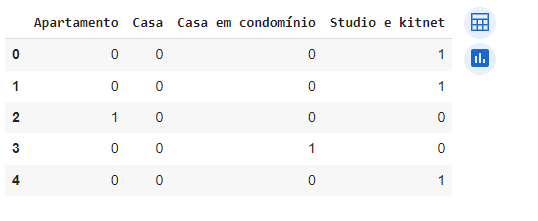 Apartamento Casa Casa em condomínio Studio e kitnet
0 0 0 0 1
1 0 0 0 1
2 1 0 0 0
3 0 0 1 0
4 0 0 0 1